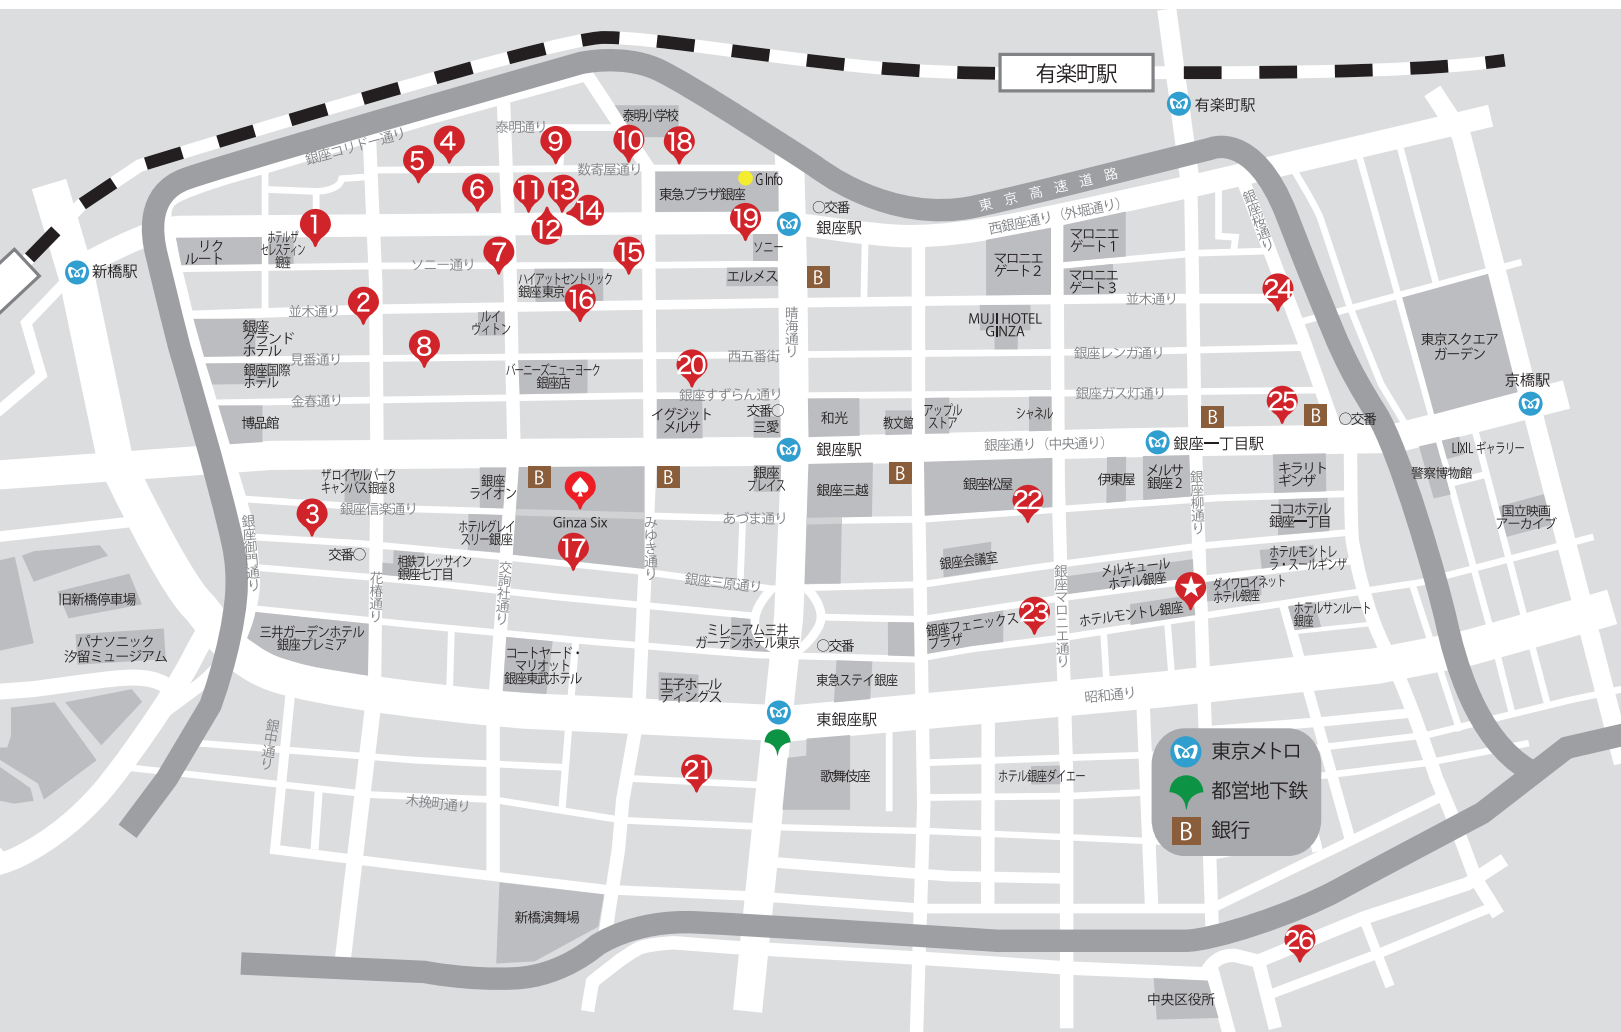 有楽町駅
有楽町駅
泰明小学校
泰明通り
銀座コリドー通り
4
9
10
18
5
数寄屋通り
G Info
東 京 高 速 道 路
6
11
13
14
東急プラザ銀座
銀座桜通り
〇交番
西銀座通り（外堀通り）
1
12
19
銀座駅
マロニエ
ゲート 1
リク
ルート
ホテルザ
セレスティン
銀座
ソニー通り
7
15
ソニー
エルメス
B
マロニエ
ゲート 2
マロニエ
ゲート 3
新橋駅
ハイアットセントリック
銀座東京
16
24
並木通り
2
並木通り
銀座
グランド
ホテル
ルイ
ヴィトン
晴海通り
MUJI HOTEL
GINZA
東京スクエア
ガーデン
8
見番通り
西五番街
銀座レンガ通り
銀座国際
ホテル
バーニーズニューヨーク
銀座店
20
京橋駅
金春通り
銀座すずらん通り
銀座ガス灯通り
25
博品館
イグジット
メルサ
交番〇
三愛
和光
教文館
アップル
ストア
シャネル
B
B
〇交番
銀座駅
銀座通り（中央通り）
銀座一丁目駅
LIXIL ギャラリー
警察博物館
ザロイヤルパーク
キャンバス銀座 8
銀座
ライオン
B
B
銀座
プレイス
銀座三越
B
銀座松屋
22
伊東屋
メルサ
銀座 2
銀座柳通り
キラリト
ギンザ
3
銀座信楽通り
Ginza Six
あづま通り
ココホテル
銀座一丁目
国立映画
アーカイブ
銀座御門通り
交番〇
ホテルグレイ
スリー銀座
17
みゆき通り
相鉄フレッサイン
銀座七丁目
花椿通り
交詢社通り
銀座三原通り
銀座会議室
銀座マロニエ通り
メルキュール
ホテル銀座
ホテルモントレ
ラ・スールギンザ
ダイワロイネット
ホテル銀座
旧新橋停車場
23
ホテルモントレ銀座
ホテルサンルート
銀座
パナソニック
汐留ミュージアム
三井ガーデンホテル
銀座プレミア
ミレニアム三井
ガーデンホテル東京
〇交番
銀座フェニックス
プラザ
コートヤード・
マリオット
銀座東武ホテル
王子ホール
ディングス
東急ステイ銀座
昭和通り
銀中通り
東銀座駅
21
歌舞伎座
ホテル銀座ダイエー
木挽町通り
東京メトロ
都営地下鉄
B
銀行
新橋演舞場
26
中央区役所